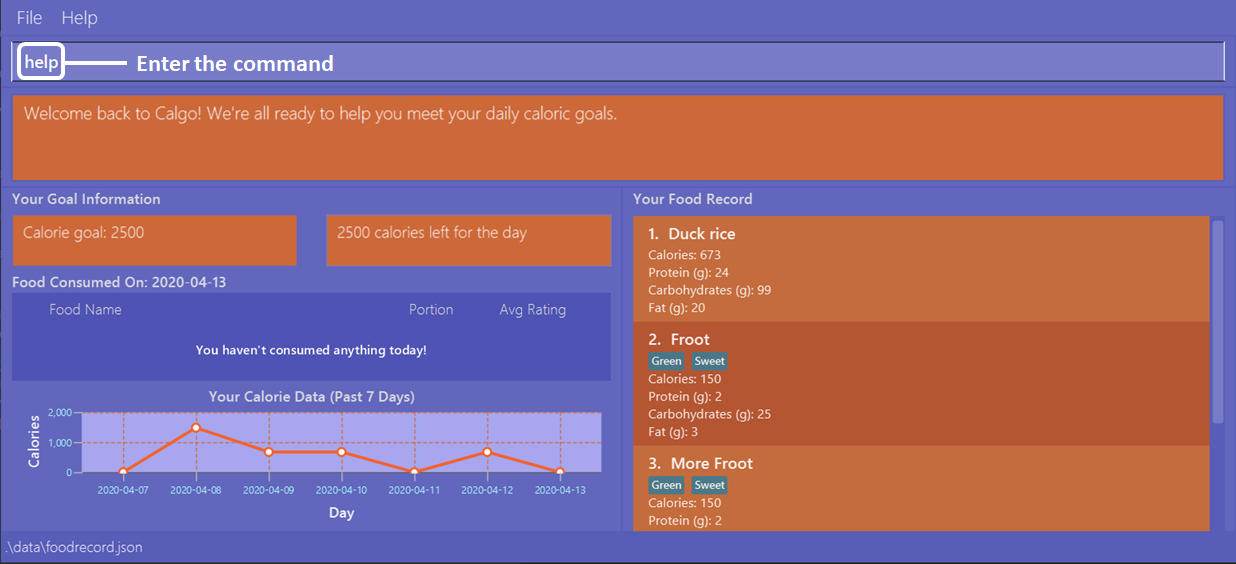 File Help
help Enter the command
Welcome back to Calgo! We're all ready to help you meet your daily caloric goals.
Your Goal Information
Calorie goal: 2500
2500 calories left for the day
Food Consumed On: 2020-04-13
Food Name Portion Avg Rating
You haven't consumed anything today!
Your Calorie Data (Past 7 Days)
Calories
2,000
1,000
0
2020-04-07 2020-04-08 2020-04-09 2020-04-10 2020-04-11 2020-04-12 2020-04-13
Day
Your Food Record
1. Duck rice
Calories: 673
Protein (g): 24
Carbohydrates (g): 99
Fat (g): 20
2. Froot
Green Sweet
Calories: 150
Protein (g): 2
Carbohydrates (g): 25
Fat (g): 3
3. More Froot
Green Sweet
Calories: 150
Protein (g): 2
.\data\foodrecord.json